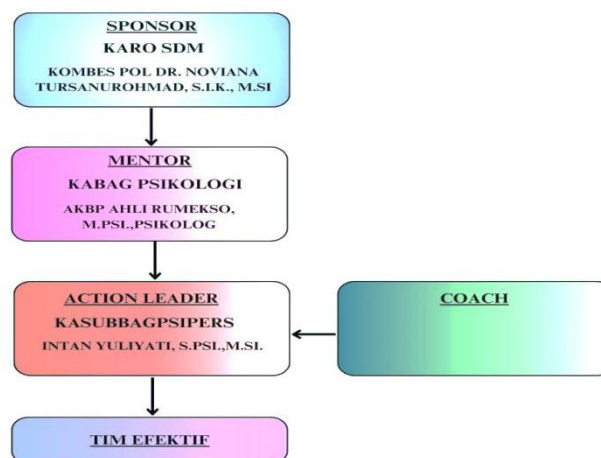 SPONSOR
KARO SDM
KOMBES POL DR. NOVIANA
TURSANUROHMAD, S.I.K., M.SI
MENTOR
KABAG PSIKOLOGI
AKBP AHLI RUMEKSO,
M.PSI.,PSIKOLOG
ACTION LEADER
KASUBBAGPSIPERS
INTAN YULIYATI, S.PSI.,M.SI.
COACH
TIM EFEKTIF